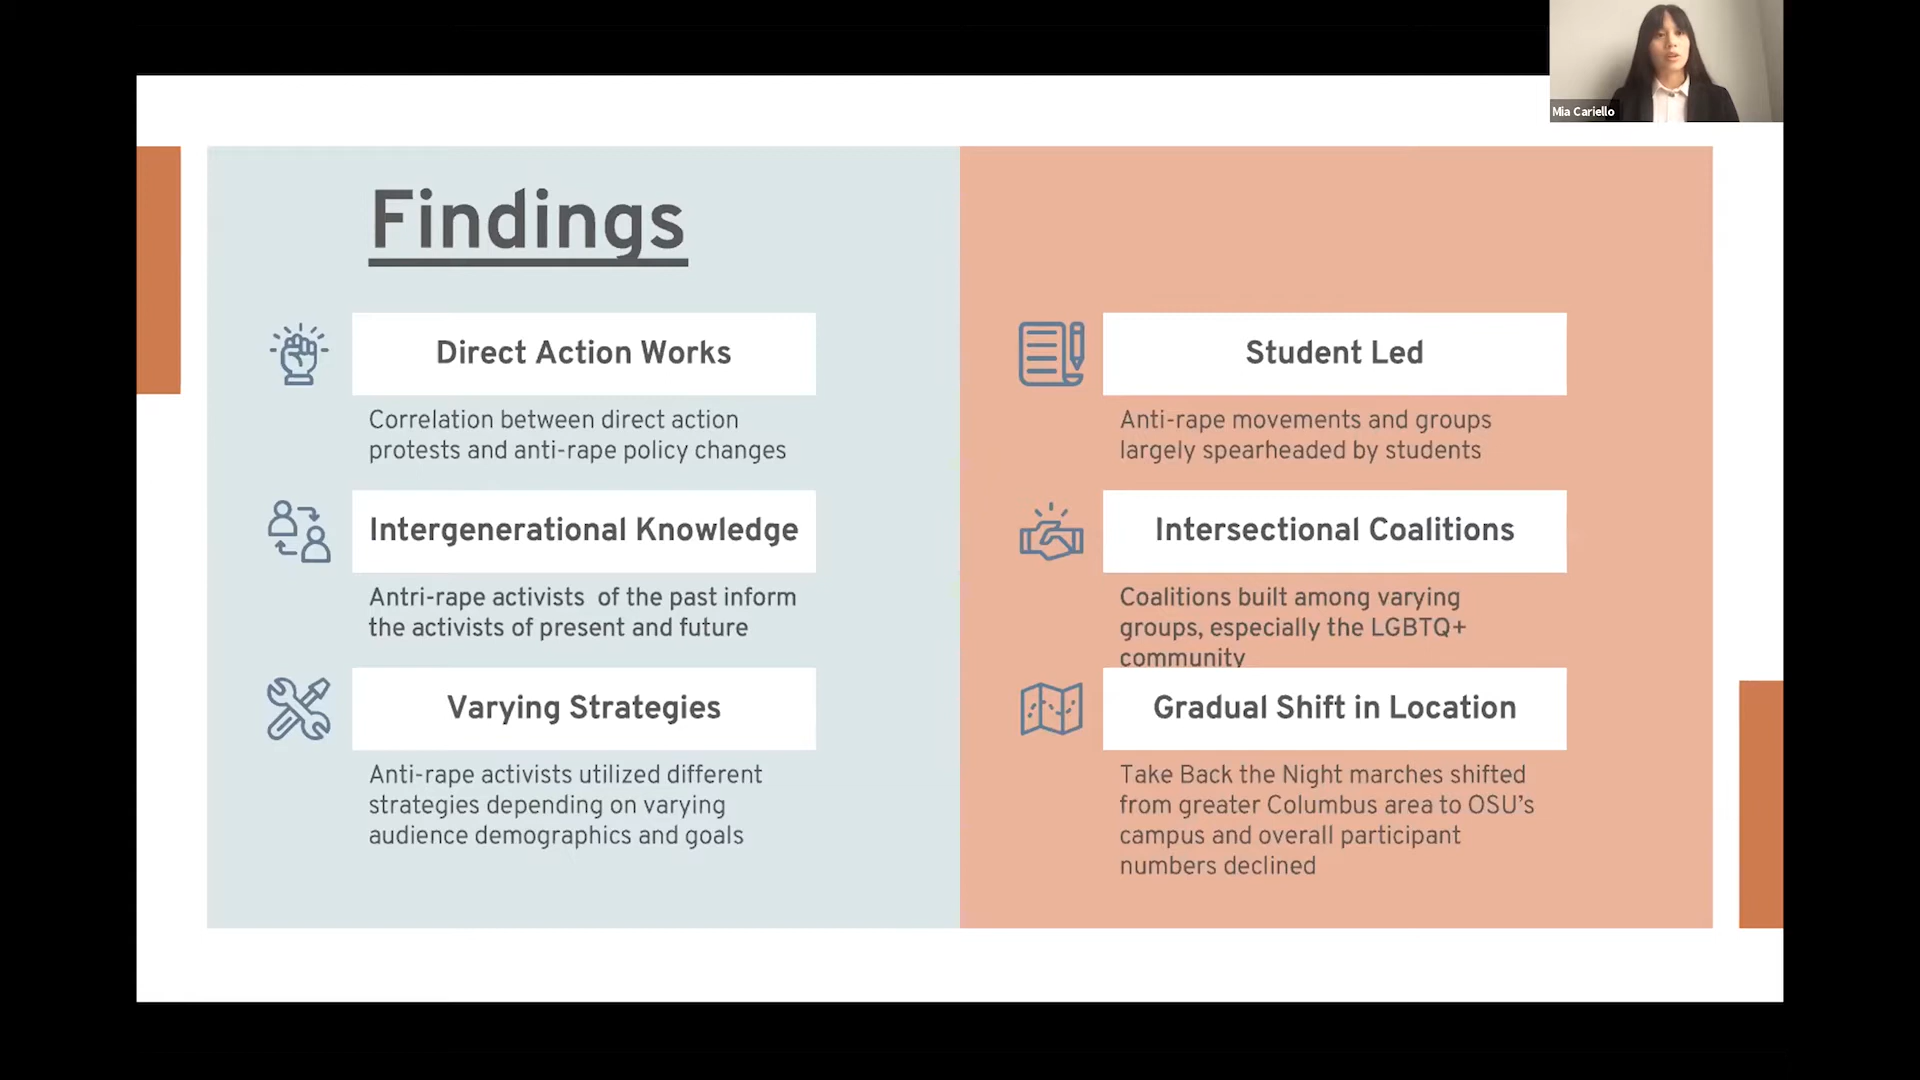 Mia Cariello
Findings
Direct Action Works
Correlation between direct action
protests and anti-rape policy changes
Intergenerational Knowledge
Antri-rape activists  of the past inform
the activists of present and future
Varying Strategies
Anti-rape activists utilized different
strategies depending on varying
audience demographics and goals
Student Led
Anti-rape movements and groups
largely spearheaded by students
Intersectional Coalitions
Coalitions built among varying
groups, especially the LGBTQ+
community
Gradual Shift in Location
Take Back the Night marches shifted
from greater Columbus area to OSU’s
campus and overall participant
numbers declined